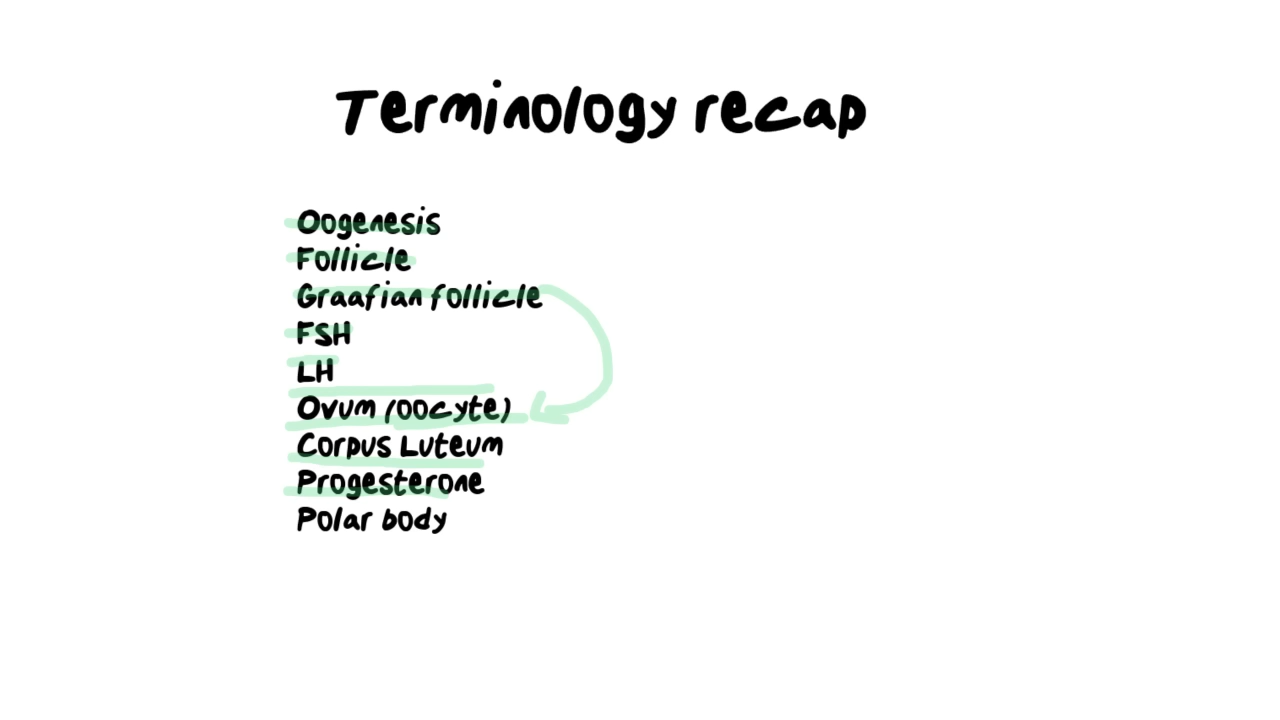 Terminology recap
Oogenesis
Follicle
Graafian follicle
FSH
LH
Ovum (oocyte)
Corpus Luteum
Progesterone
Polar body